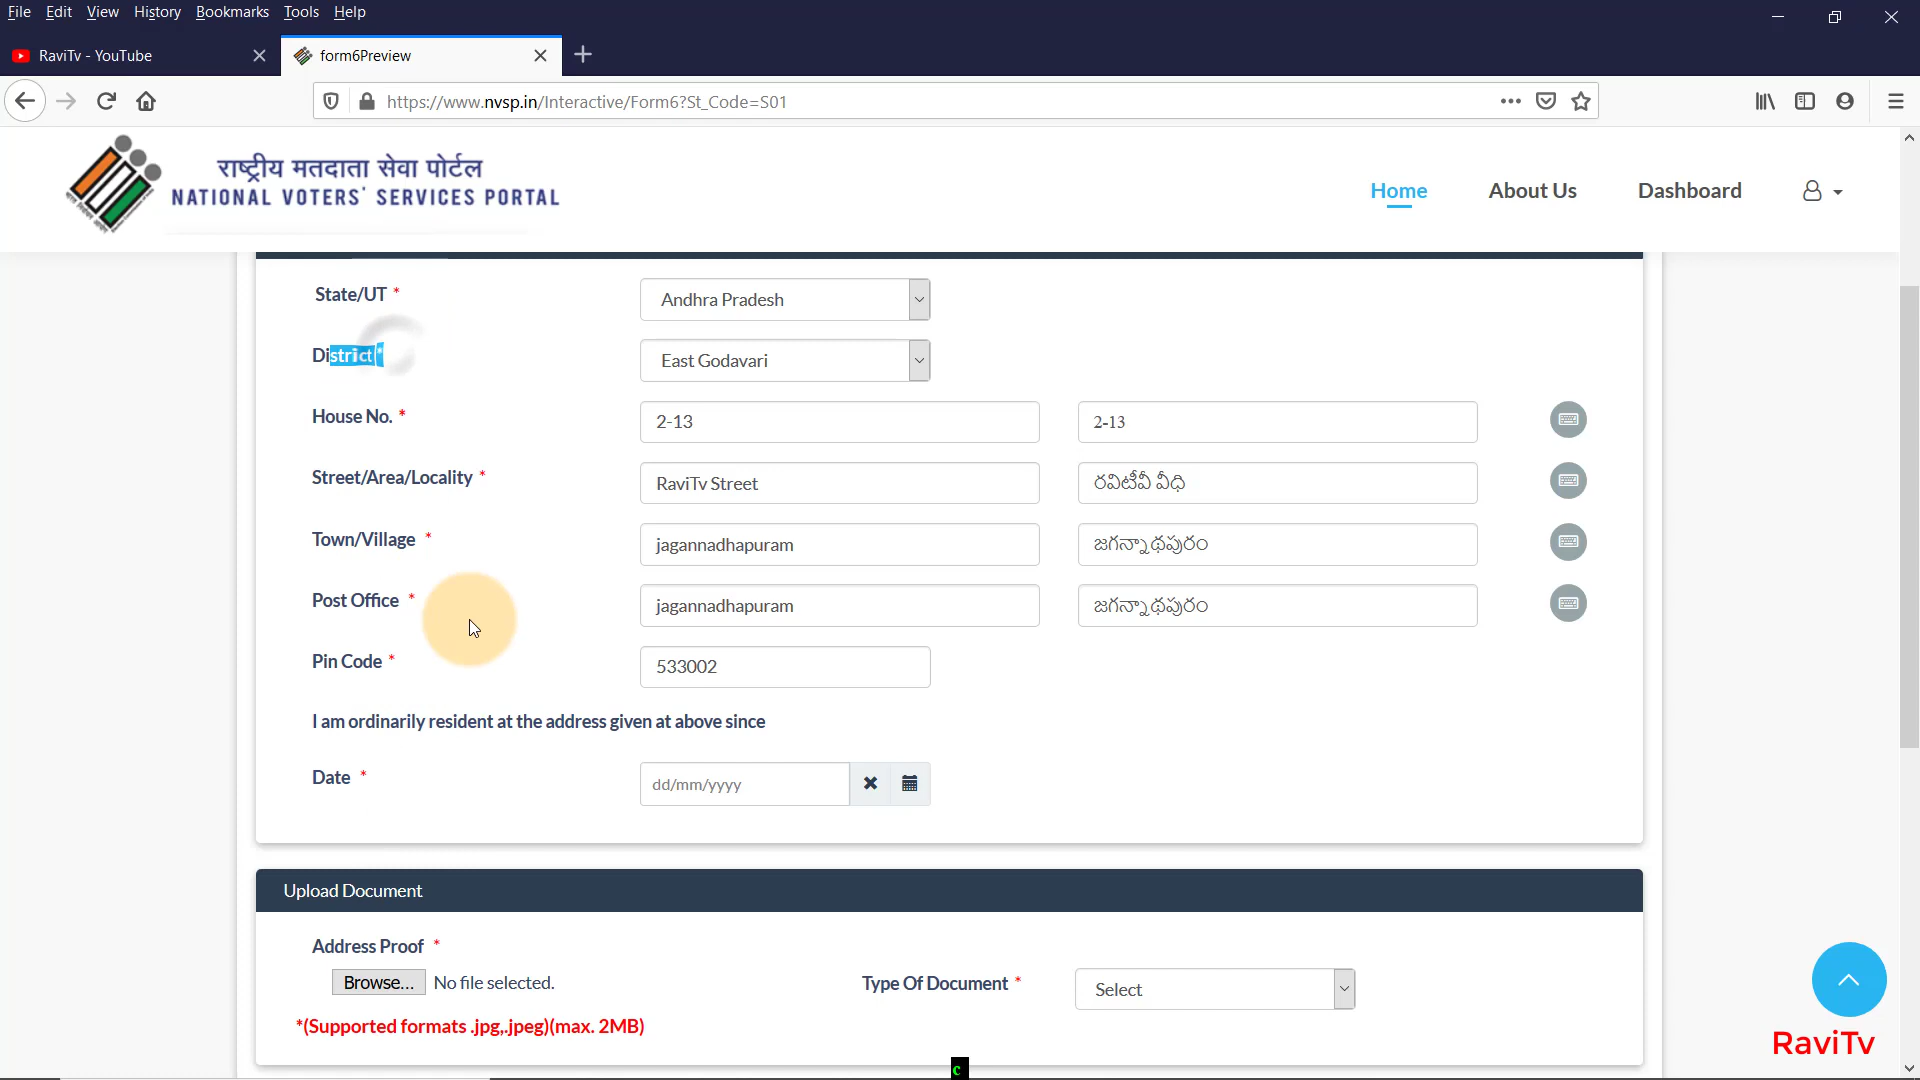 File Edit View History Bookmarks Tools Help
RaviTv - YouTube
form6Preview
https://www.nvsp.in/Interactive/Form6?St_Code=S01
राष्ट्रीय मतदाता सेवा पोर्टल
NATIONAL VOTERS' SERVICES PORTAL
Home About Us Dashboard
State/UT * Andhra Pradesh
District * East Godavari
House No. * 2-13 2-13
Street/Area/Locality * RaviTv Street రవిటీవీ వీధి
Town/Village * jagannadhapuram జగన్నాథపురం
Post Office * jagannadhapuram జగన్నాథపురం
Pin Code * 533002
I am ordinarily resident at the address given at above since
Date * dd/mm/yyyy
Upload Document
Address Proof *
Browse... No file selected. Type Of Document * Select
*(Supported formats .jpg,.jpeg)(max. 2MB)
RaviTv
c